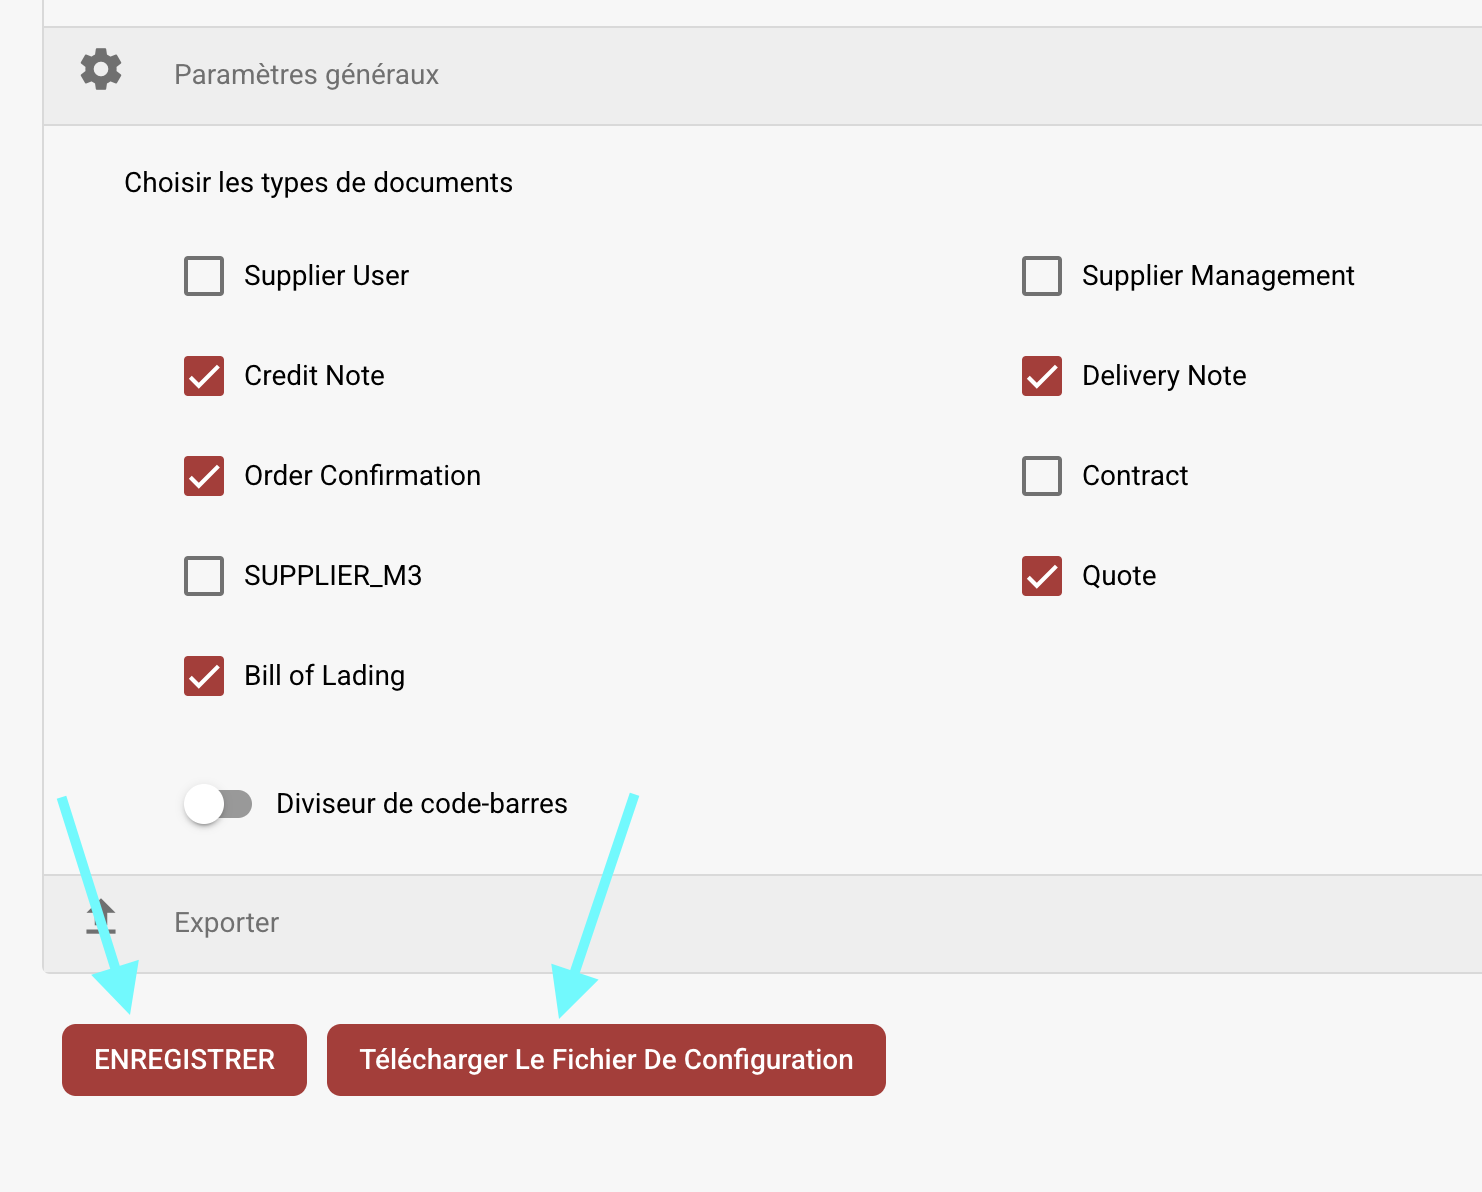 Paramètres généraux
Choisir les types de documents
Supplier User
Supplier Management
Credit Note
Delivery Note
Order Confirmation
Contract
SUPPLIER_M3
Quote
Bill of Lading
Diviseur de code-barres
Exporter
ENREGISTRER
Télécharger Le Fichier De Configuration